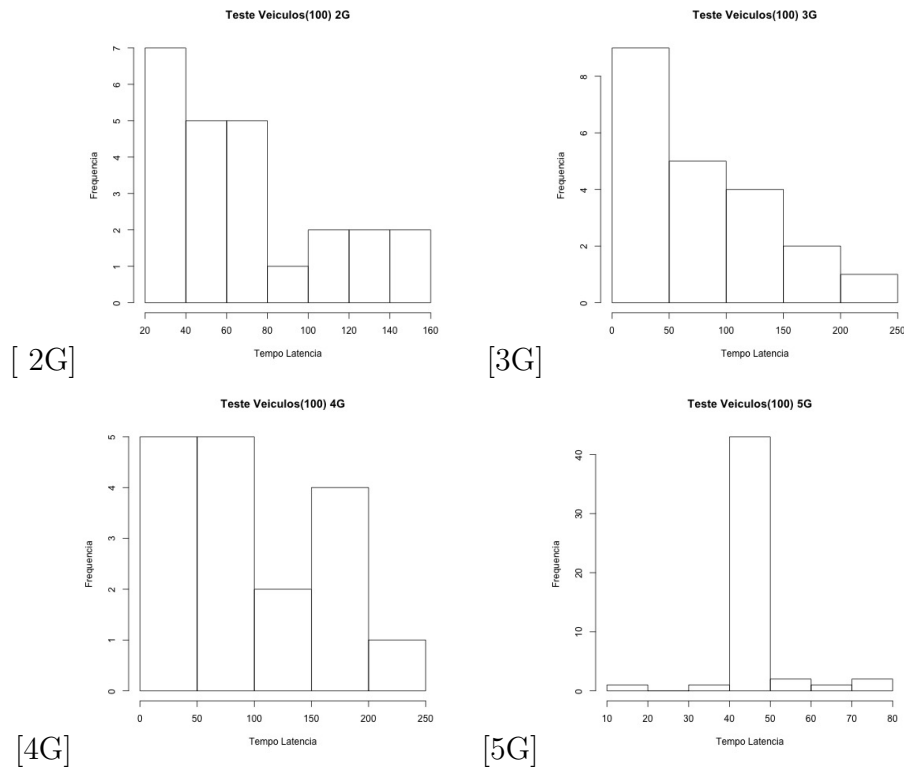 Teste Veiculos(100) 2G
Frequencia
0 1 2 3 4 5 6 7
20 40 60 80 100 120 140 160
Tempo Latencia
[ 2G]
Teste Veiculos(100) 3G
Frequencia
0 2 4 6 8
0 50 100 150 200 250
Tempo Latencia
[3G]
Teste Veiculos(100) 4G
Frequencia
0 1 2 3 4 5
0 50 100 150 200 250
Tempo Latencia
[4G]
Teste Veiculos(100) 5G
Frequencia
0 10 20 30 40
10 20 30 40 50 60 70 80
Tempo Latencia
[5G]